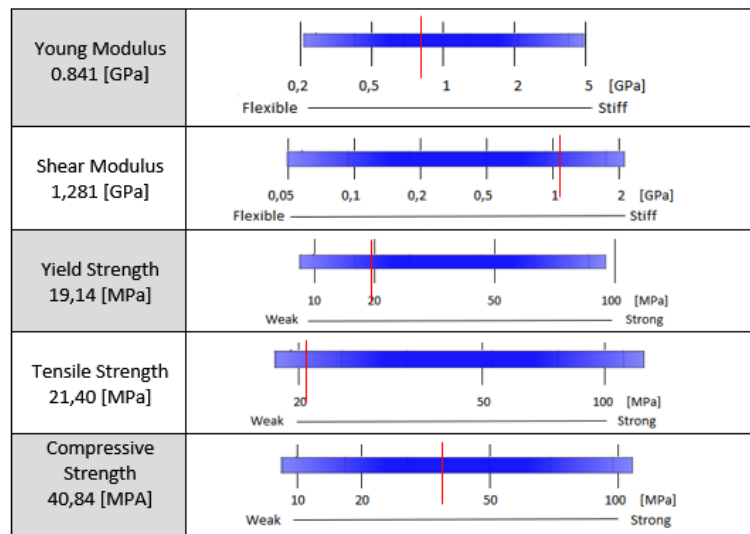 Young Modulus
0.841 [GPa]
0,2 0,5 1 2 5 [GPa]
Flexible Stiff
Shear Modulus
1,281 [GPa]
0,05 0,1 0,2 0,5 1 2 [GPa]
Flexible Stiff
Yield Strength
19,14 [MPa]
10 20 50 100 [MPa]
Weak Strong
Tensile Strength
21,40 [MPa]
20 50 100 [MPa]
Weak Strong
Compressive
Strength
40,84 [MPA]
10 20 50 100 [MPa]
Weak Strong